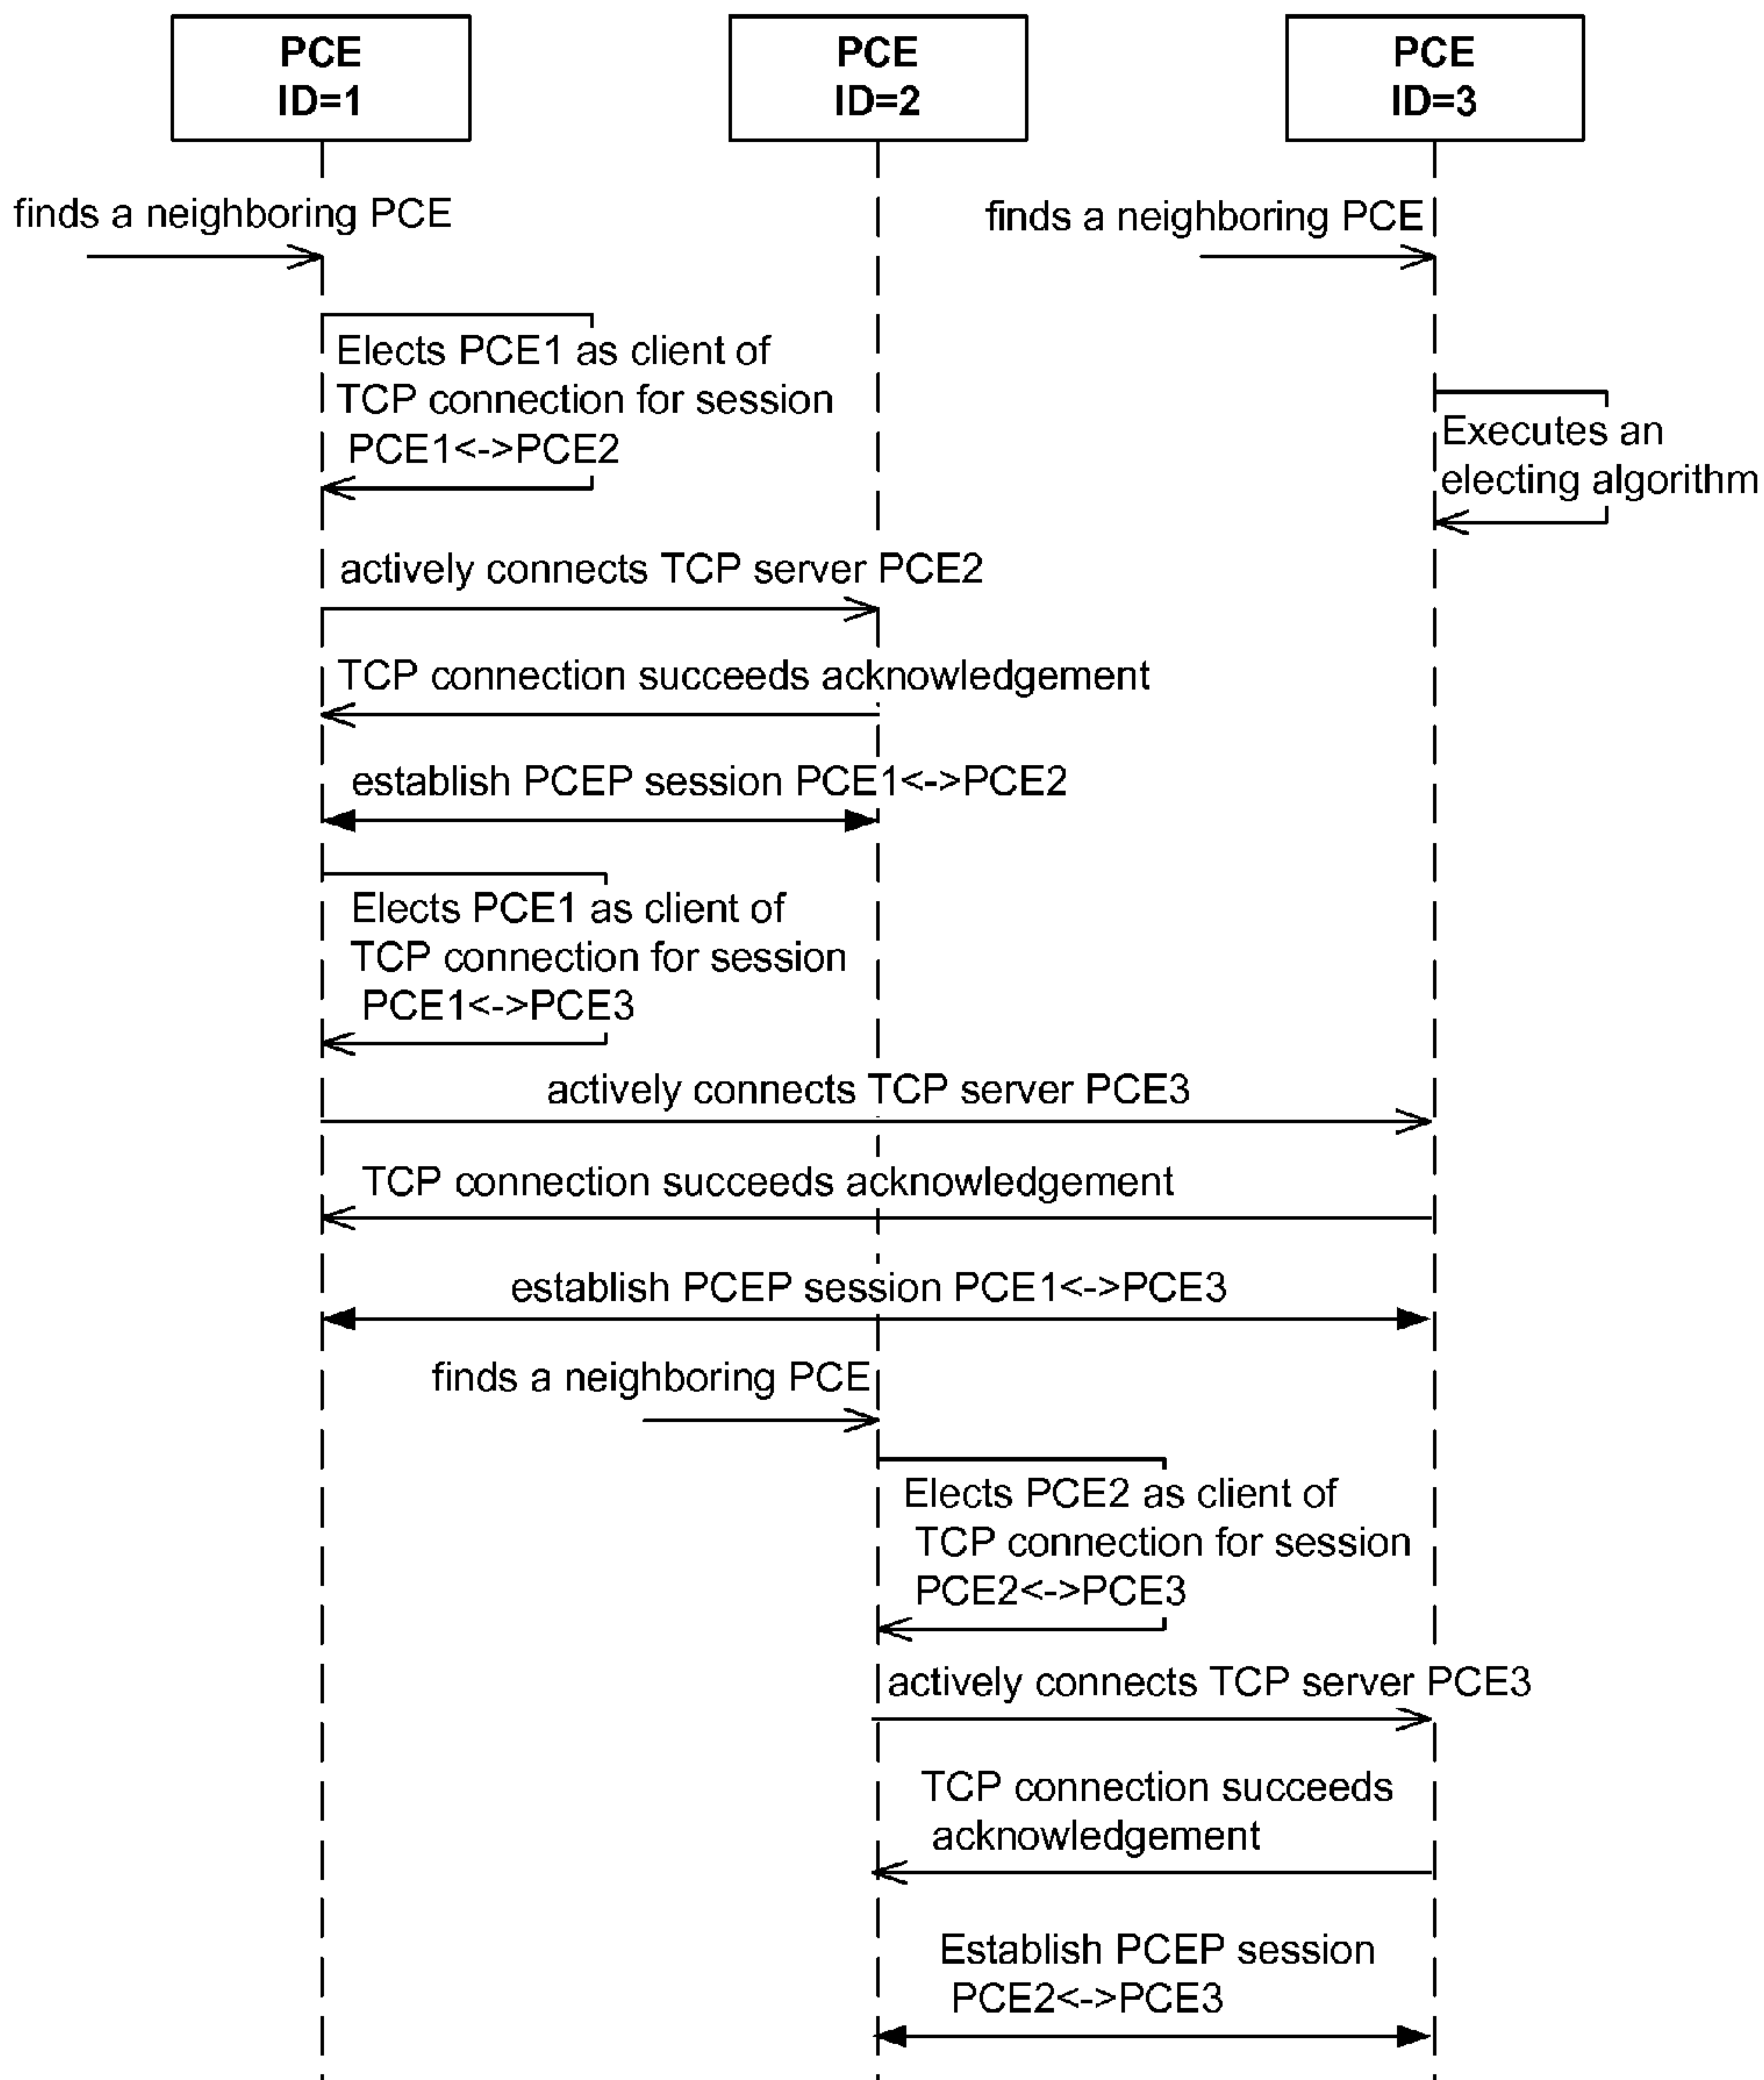 PCE
ID=1
PCE
ID=2
PCE
ID=3
finds a neighboring PCE
finds a neighboring PCE
Elects PCE1 as client of
TCP connection for session
PCE1<->PCE2
Executes an
electing algorithm
actively connects TCP server PCE2
TCP connection succeeds acknowledgement
establish PCEP session PCE1<->PCE2
Elects PCE1 as client of
TCP connection for session
PCE1<->PCE3
actively connects TCP server PCE3
TCP connection succeeds acknowledgement
establish PCEP session PCE1<->PCE3
finds a neighboring PCE
Elects PCE2 as client of
TCP connection for session
PCE2<->PCE3
actively connects TCP server PCE3
TCP connection succeeds
acknowledgement
Establish PCEP session
PCE2<->PCE3